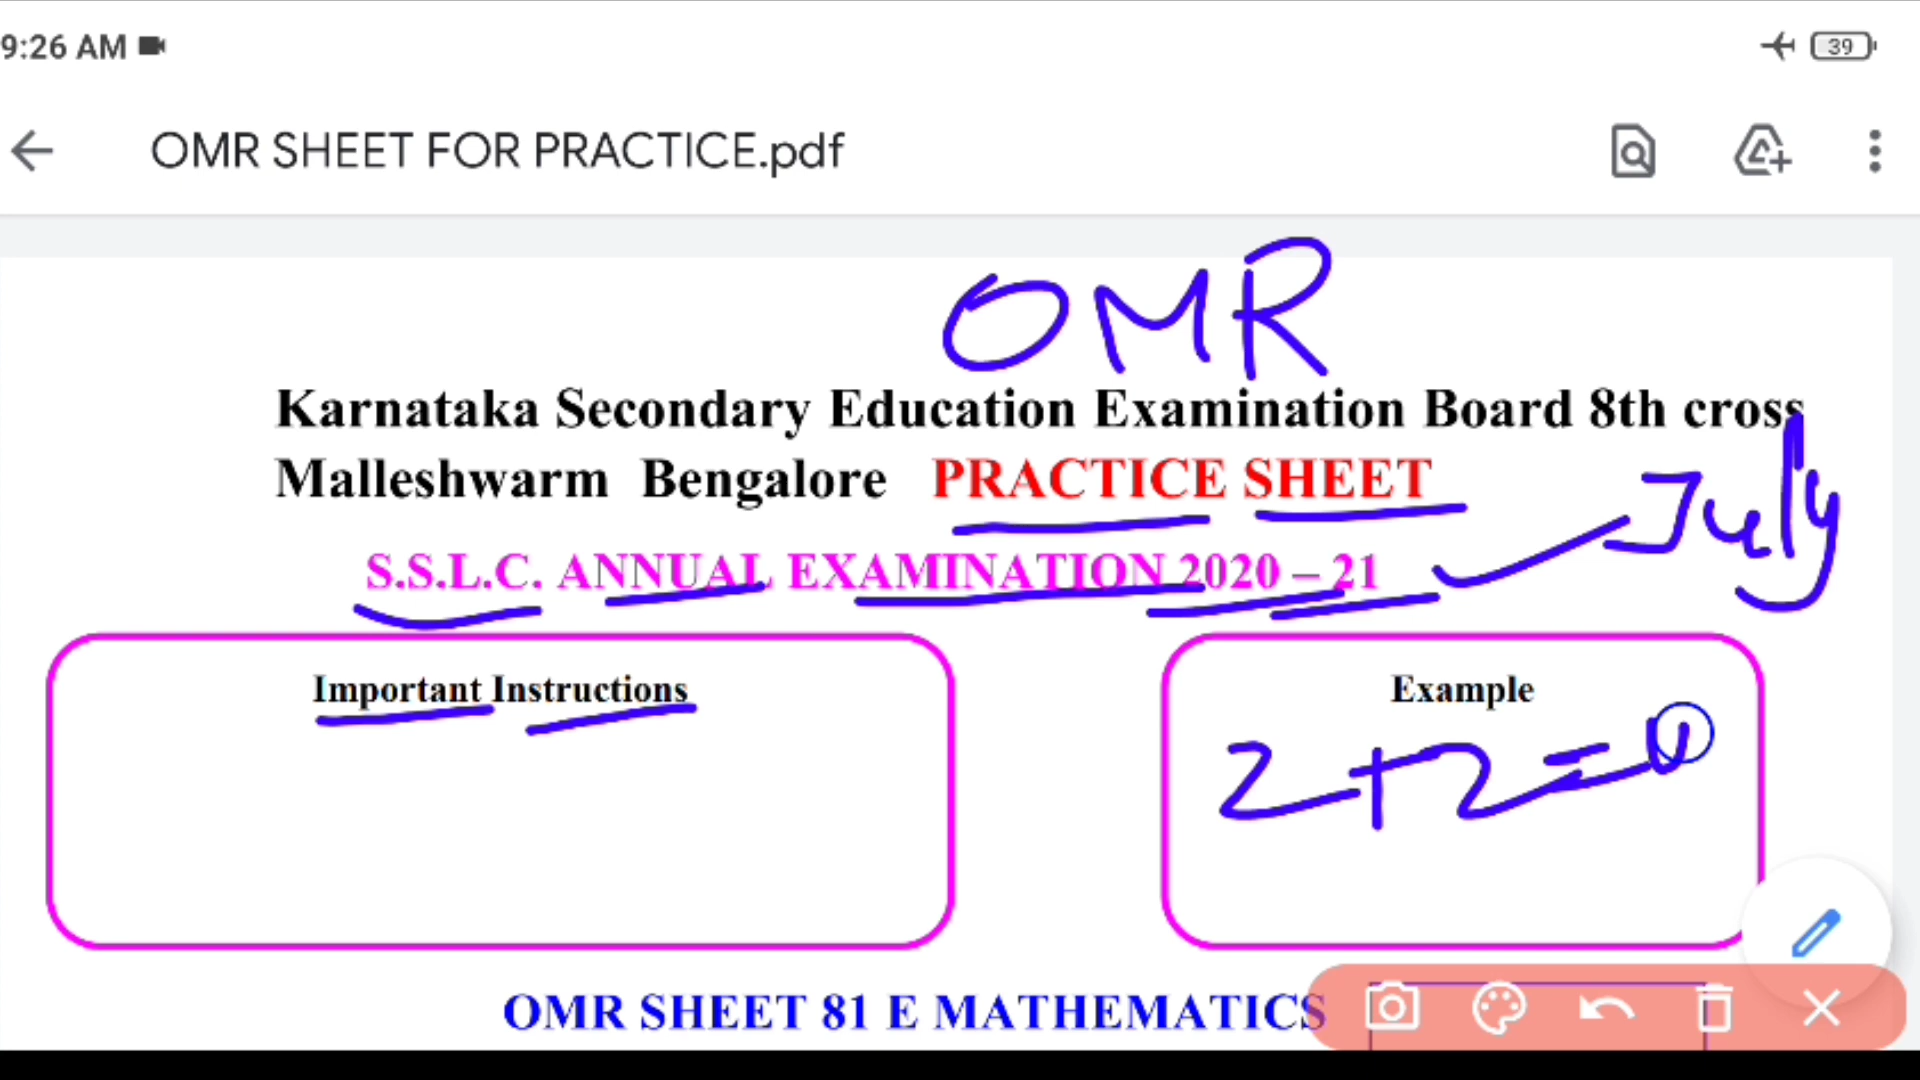 9:26 AM
39
OMR SHEET FOR PRACTICE.pdf
OMR
Karnataka Secondary Education Examination Board 8th cross
Malleshwarm Bengalore PRACTICE SHEET
July
S.S.L.C. ANNUAL EXAMINATION 2020 – 21
Important Instructions
Example
2+2=
OMR SHEET 81 E MATHEMATICS